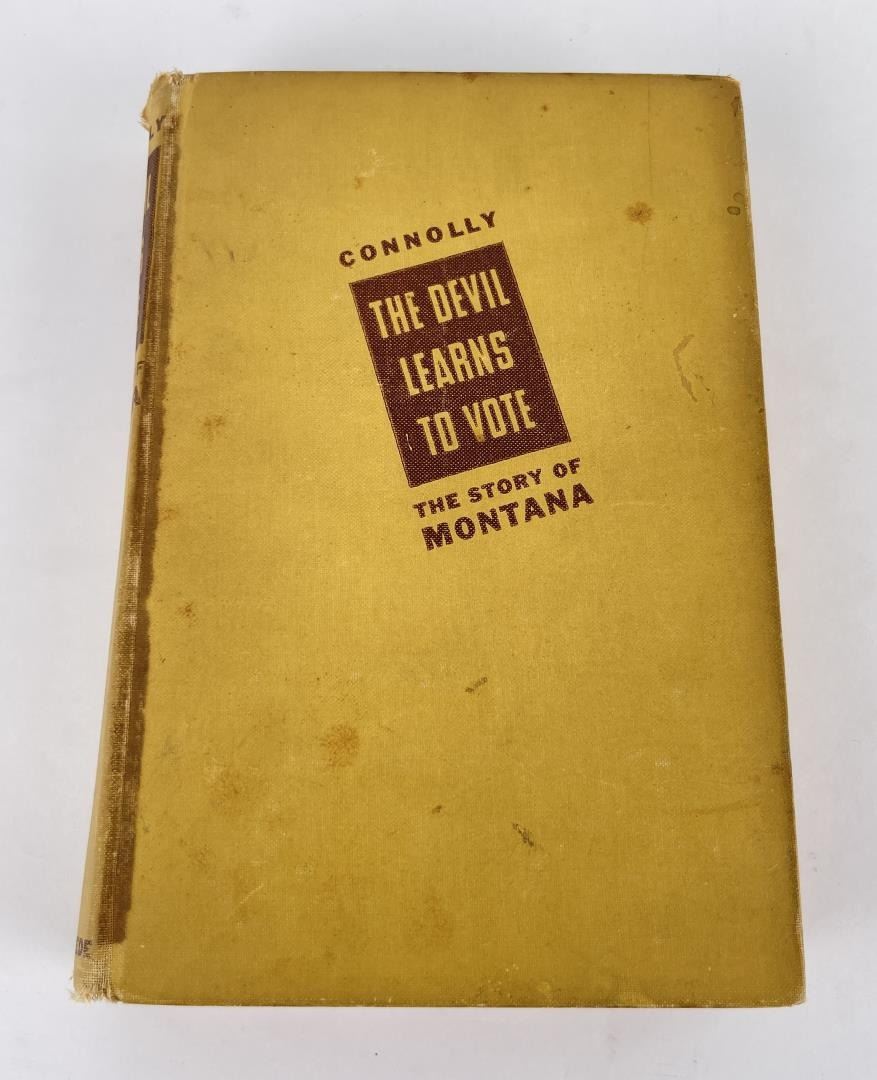 CONNOLLY
THE DEVIL
LEARNS
TO VOTE
THE STORY OF
MONTANA